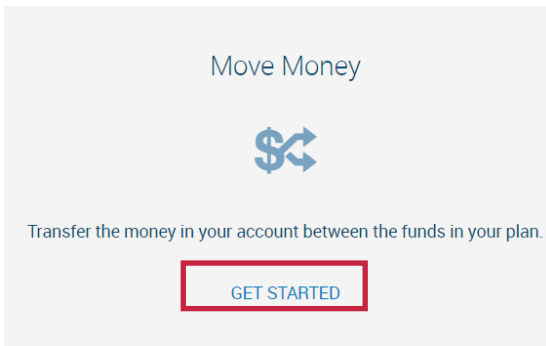 Move Money
$
Transfer the money in your account between the funds in your plan.
GET STARTED